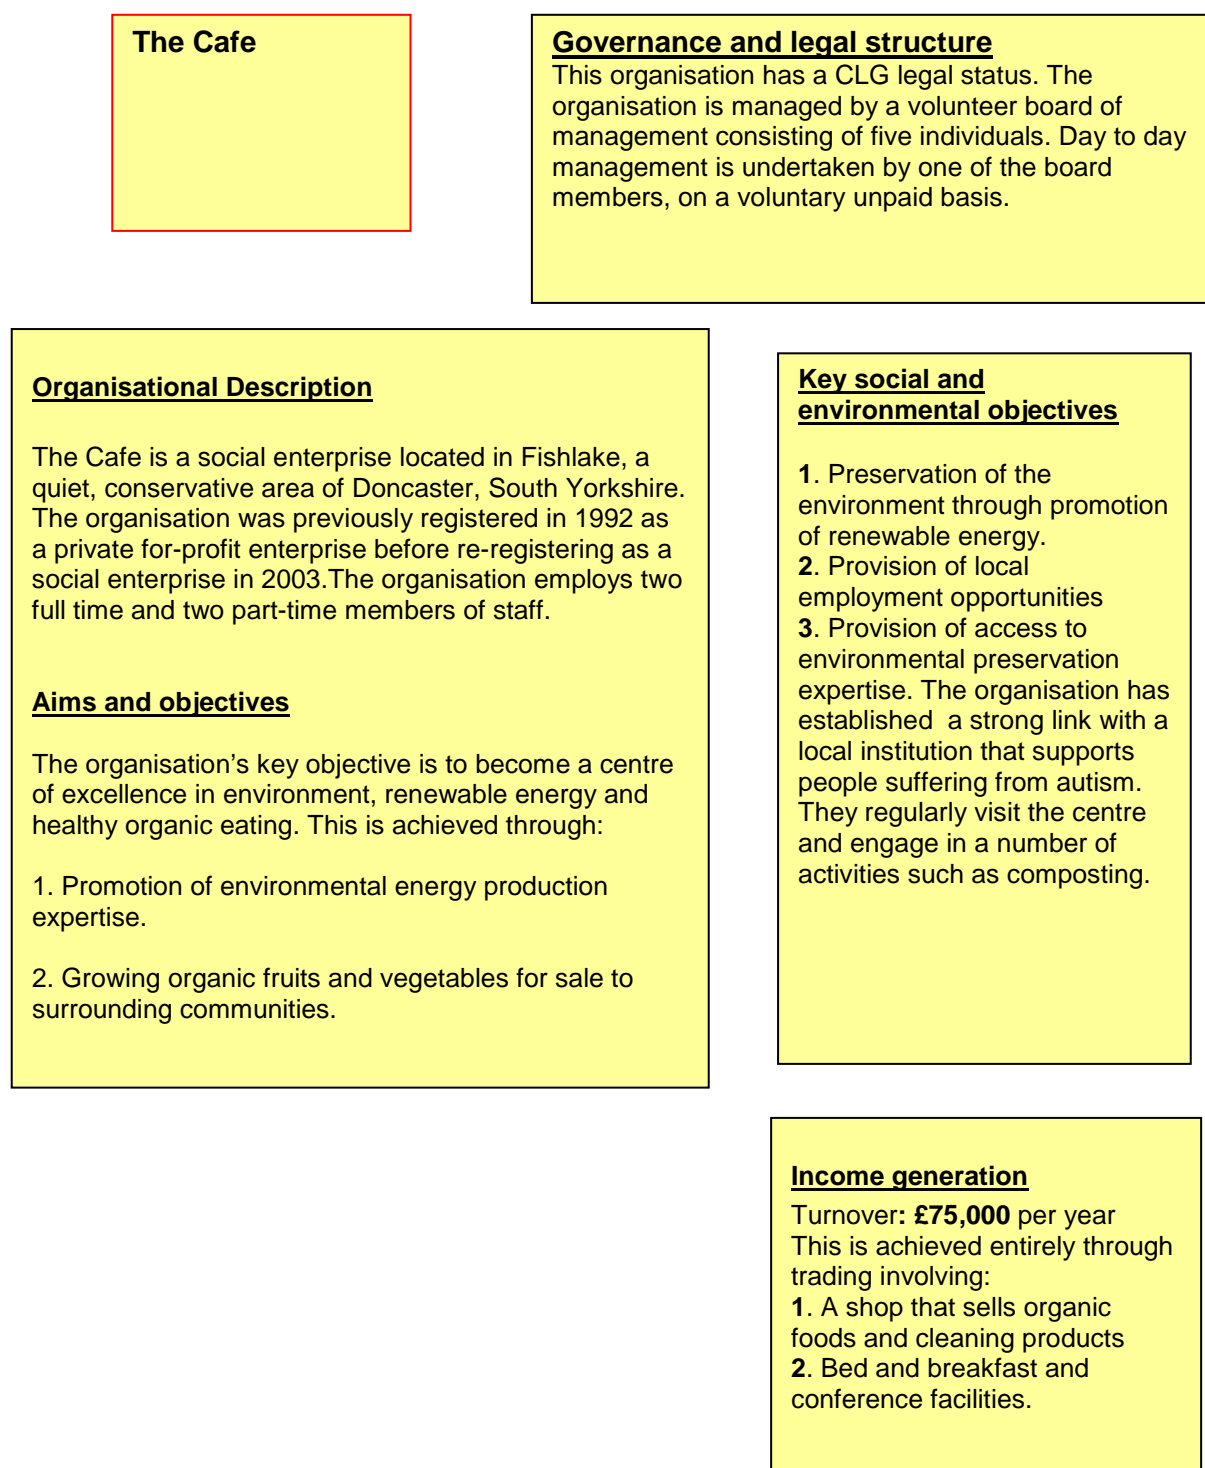 The Cafe
Governance and legal structure
This organisation has a CLG legal status. The
organisation is managed by a volunteer board of
management consisting of five individuals. Day to day
management is undertaken by one of the board
members, on a voluntary unpaid basis.
Organisational Description
The Cafe is a social enterprise located in Fishlake, a
quiet, conservative area of Doncaster, South Yorkshire.
The organisation was previously registered in 1992 as
a private for-profit enterprise before re-registering as a
social enterprise in 2003.The organisation employs two
full time and two part-time members of staff.
Aims and objectives
The organisation's key objective is to become a centre
of excellence in environment, renewable energy and
healthy organic eating. This is achieved through:
1. Promotion of environmental energy production
expertise.
2. Growing organic fruits and vegetables for sale to
surrounding communities.
Key social and
environmental objectives
1. Preservation of the
environment through promotion
of renewable energy.
2. Provision of local
employment opportunities
3. Provision of access to
environmental preservation
expertise. The organisation has
established  a strong link with a
local institution that supports
people suffering from autism.
They regularly visit the centre
and engage in a number of
activities such as composting.
Income generation
Turnover: £75,000 per year
This is achieved entirely through
trading involving:
1. A shop that sells organic
foods and cleaning products
2. Bed and breakfast and
conference facilities.